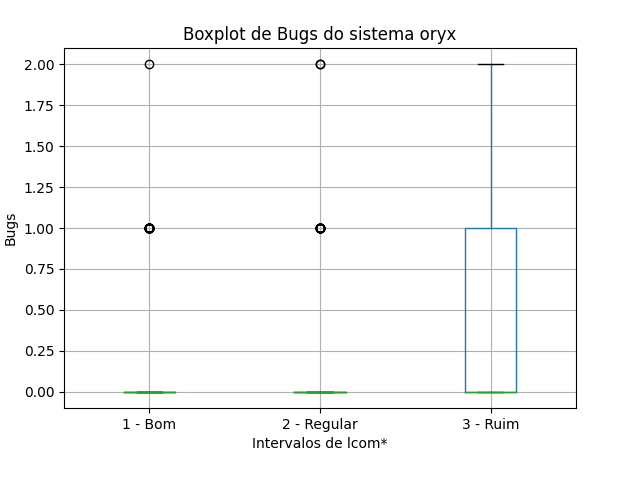 Boxplot de Bugs do sistema oryx
2.00
1.75
1.50
1.25
1.00
0.75
0.50
0.25
0.00
Bugs
1 - Bom
2 - Regular
3 - Ruim
Intervalos de lcom*